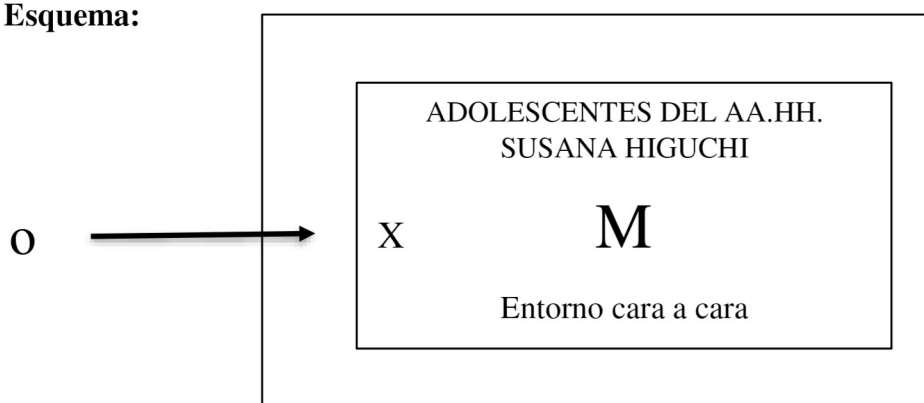 Esquema:
ADOLESCENTES DEL AA.HH.
SUSANA HIGUCHI
O
X
M
Entorno cara a cara